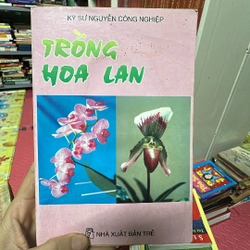 KỸ SƯ NGUYỄN CÔNG NGHIỆP
TRỒNG
HOA LAN
NHÀ XUẤT BẢN TRẺ